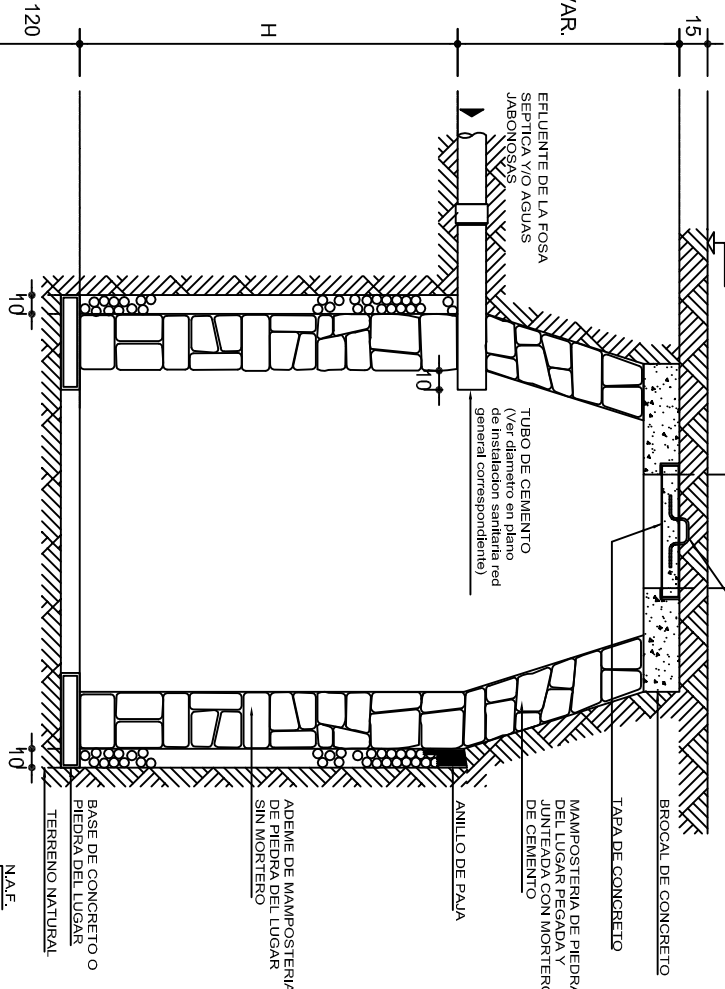 15
VAR.
H
120
EFLUENTE DE LA FOSA
SEPTICA Y/O AGUAS
JABONOSAS
TUBO DE CEMENTO
(Ver diametro en plano
de instalacion sanitaria red
general correspondiente)
10
10
10
BROCAL DE CONCRETO
TAPA DE CONCRETO
MAMPOSTERIA DE PIEDRA
DEL LUGAR PEGADA Y
JUNTEADA CON MORTERO
DE CEMENTO
ANILLO DE PAJA
ADEME DE MAMPOSTERIA
DE PIEDRA DEL LUGAR
SIN MORTERO
BASE DE CONCRETO O
PIEDRA DEL LUGAR
TERRENO NATURAL
N.A.F.